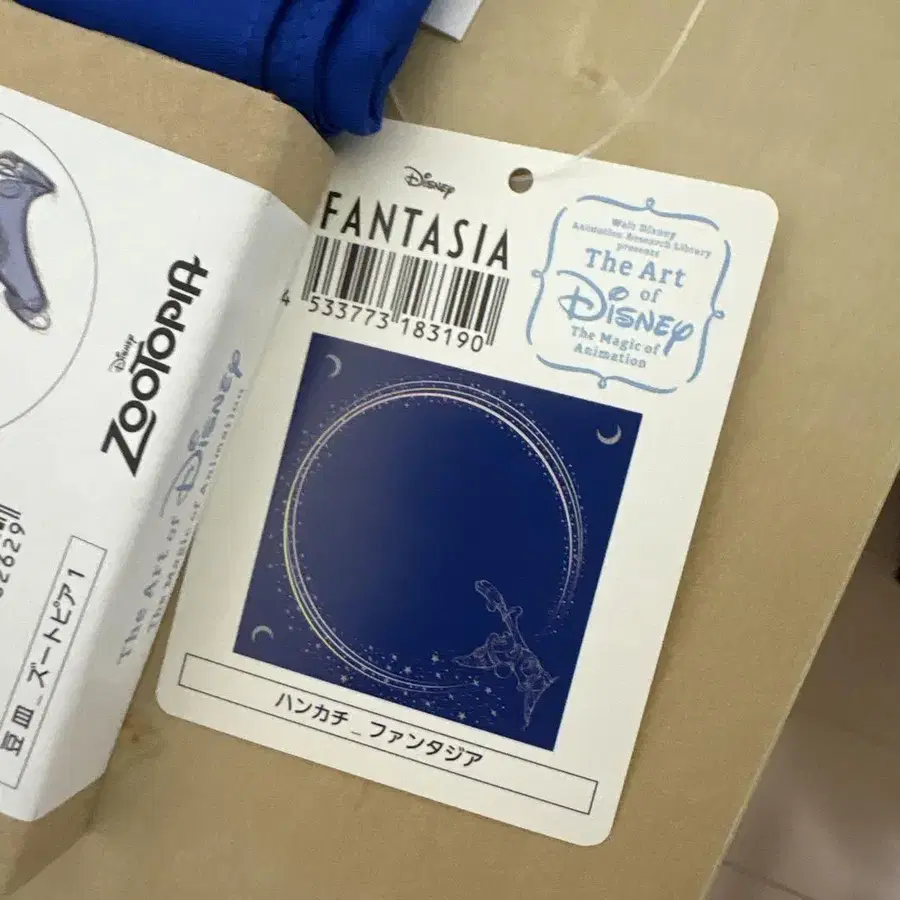 Disney
FANTASIA
4 533773 183190
Walt Disney
Animation Research Library
presents
The Art
of
Disney
The Magic of
Animation
ハンカチ_ファンタジア
Disney
ZOOTOPIA
The Art of Disney
The Magic of Animation
2629
豆皿_ズートピア1